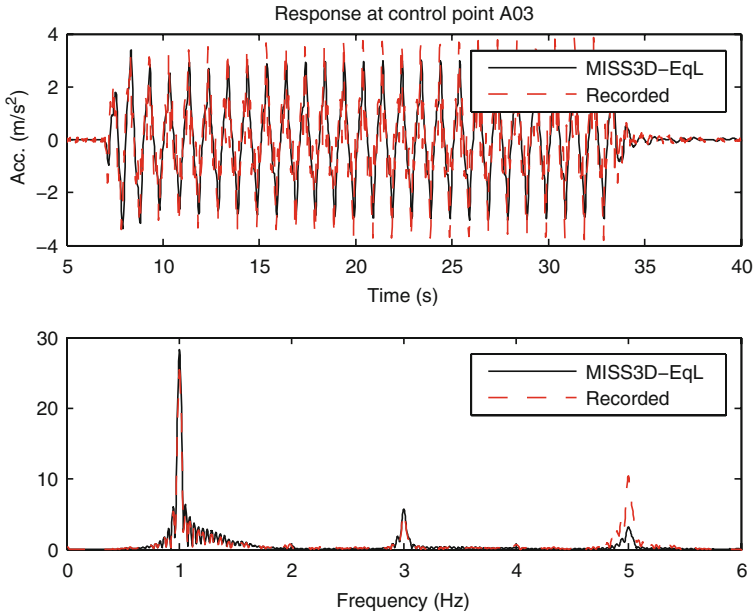 Response at control point A03
4
2
0
−2
−4
Acc. (m/s²)
MISS3D−EqL
Recorded
5 10 15 20 25 30 35 40
Time (s)
30
20
10
0
MISS3D−EqL
Recorded
0 1 2 3 4 5 6
Frequency (Hz)